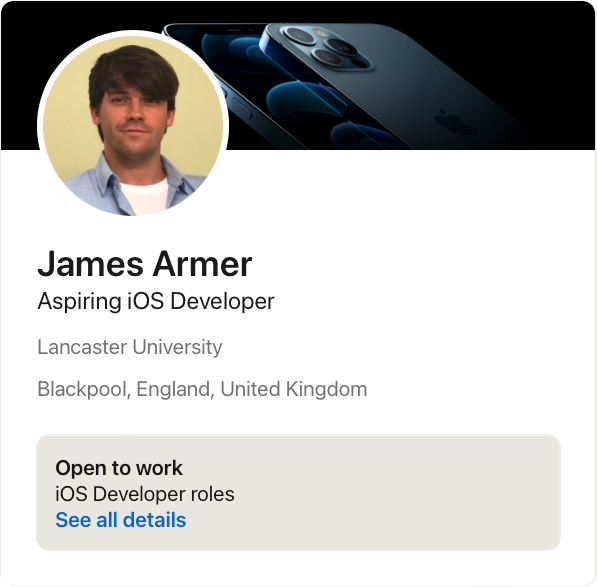 James Armer
Aspiring iOS Developer
Lancaster University
Blackpool, England, United Kingdom
Open to work
iOS Developer roles
See all details